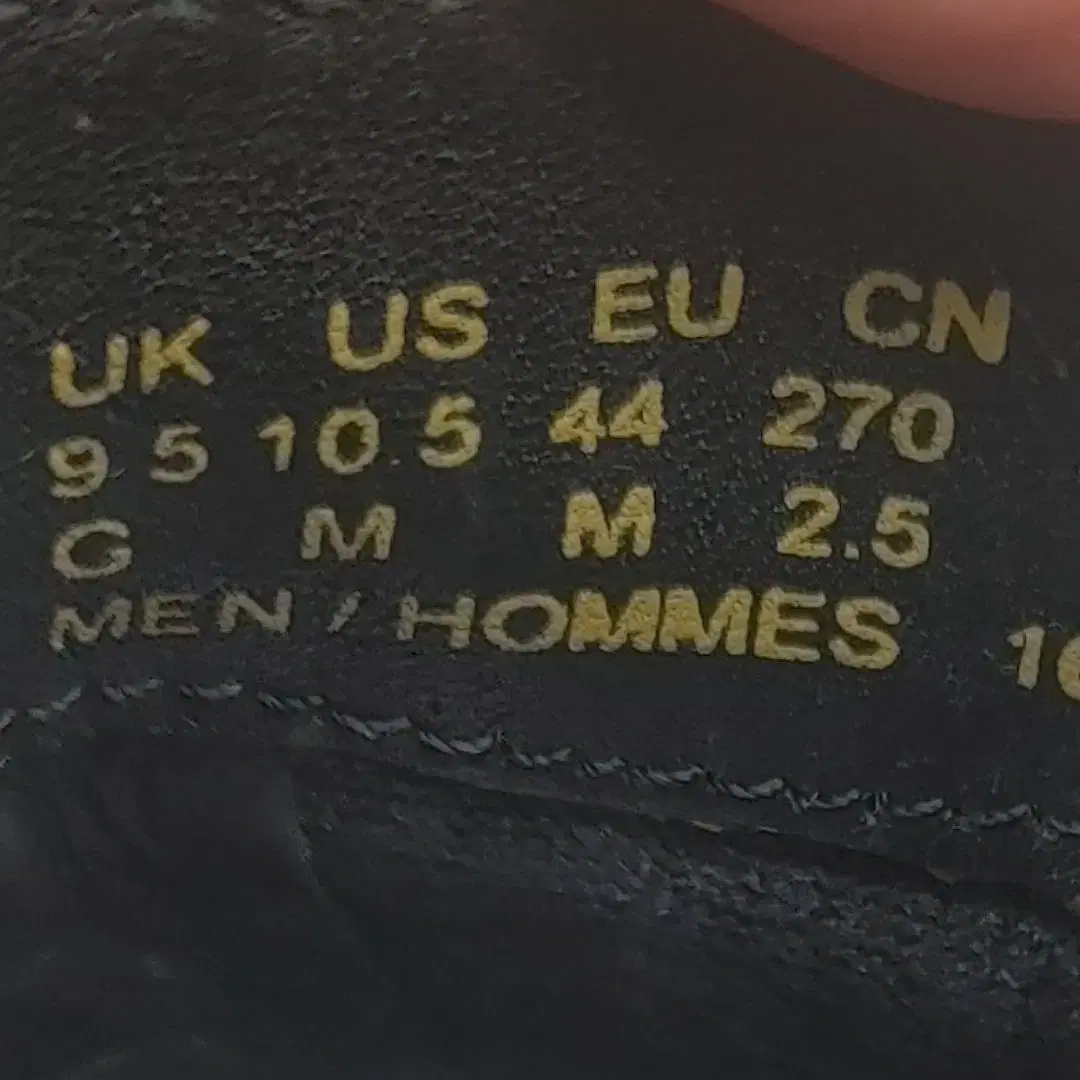 UK US EU CN
9 5 10.5 44 270
G M M 2.5
MEN / HOMMES